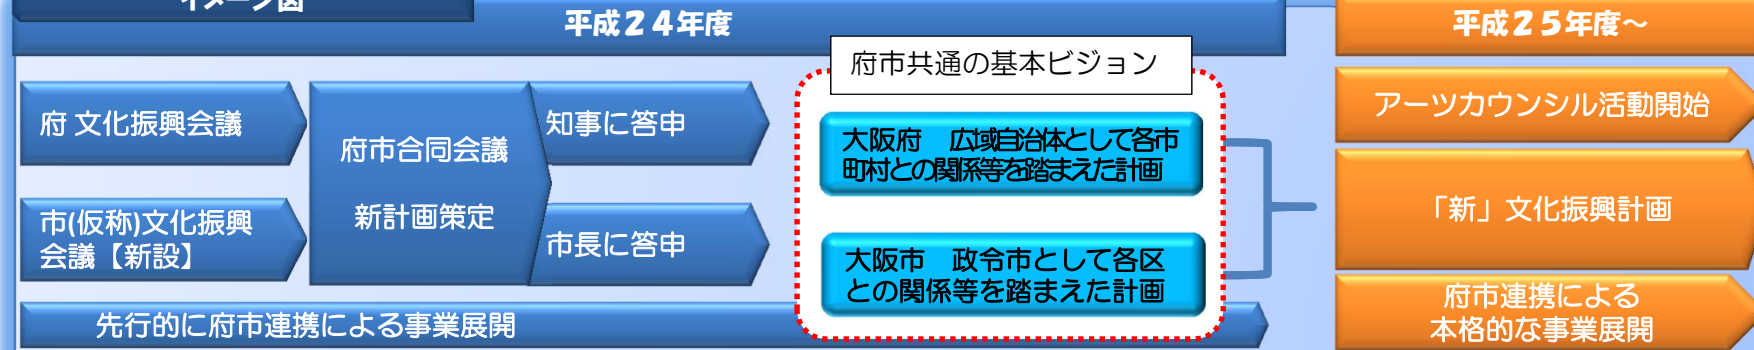 イメージ図
平成２４年度
平成２５年度～
府市共通の基本ビジョン
府 文化振興会議
市(仮称)文化振興
会議【新設】
府市合同会議
新計画策定
知事に答申
市長に答申
大阪府　広域自治体として各市
町村との関係等を踏まえた計画
大阪市　政令市として各区
との関係等を踏まえた計画
先行的に府市連携による事業展開
アーツカウンシル活動開始
「新」文化振興計画
府市連携による
本格的な事業展開